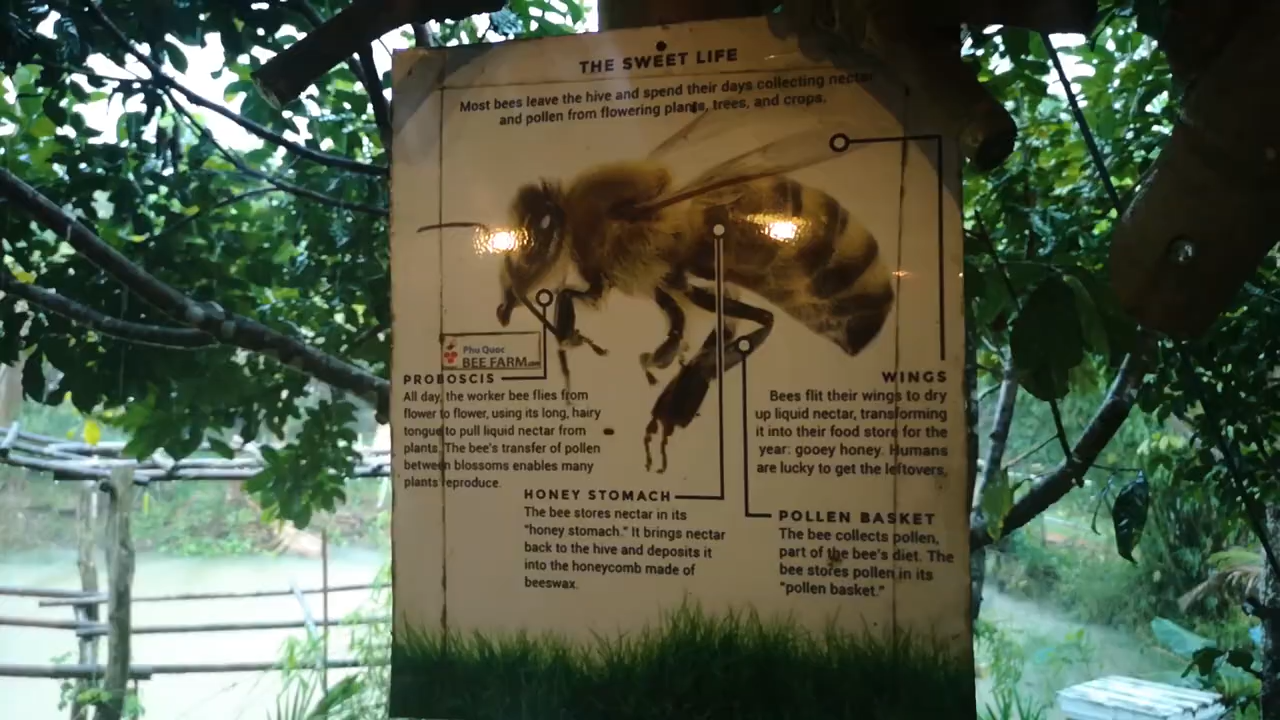 THE SWEET LIFE
Most bees leave the hive and spend their days collecting nectar
and pollen from flowering plants, trees, and crops.
Phu Quoc
BEE FARM.com
PROBOSCIS
All day, the worker bee flies from
flower to flower, using its long, hairy
tongue to pull liquid nectar from
plants. The bee's transfer of pollen
between blossoms enables many
plants reproduce.
WINGS
Bees flit their wings to dry
up liquid nectar, transforming
it into their food store for the
year: gooey honey. Humans
are lucky to get the leftovers.
HONEY STOMACH
The bee stores nectar in its
"honey stomach." It brings nectar
back to the hive and deposits it
into the honeycomb made of
beeswax.
POLLEN BASKET
The bee collects pollen,
part of the bee's diet. The
bee stores pollen in its
"pollen basket."